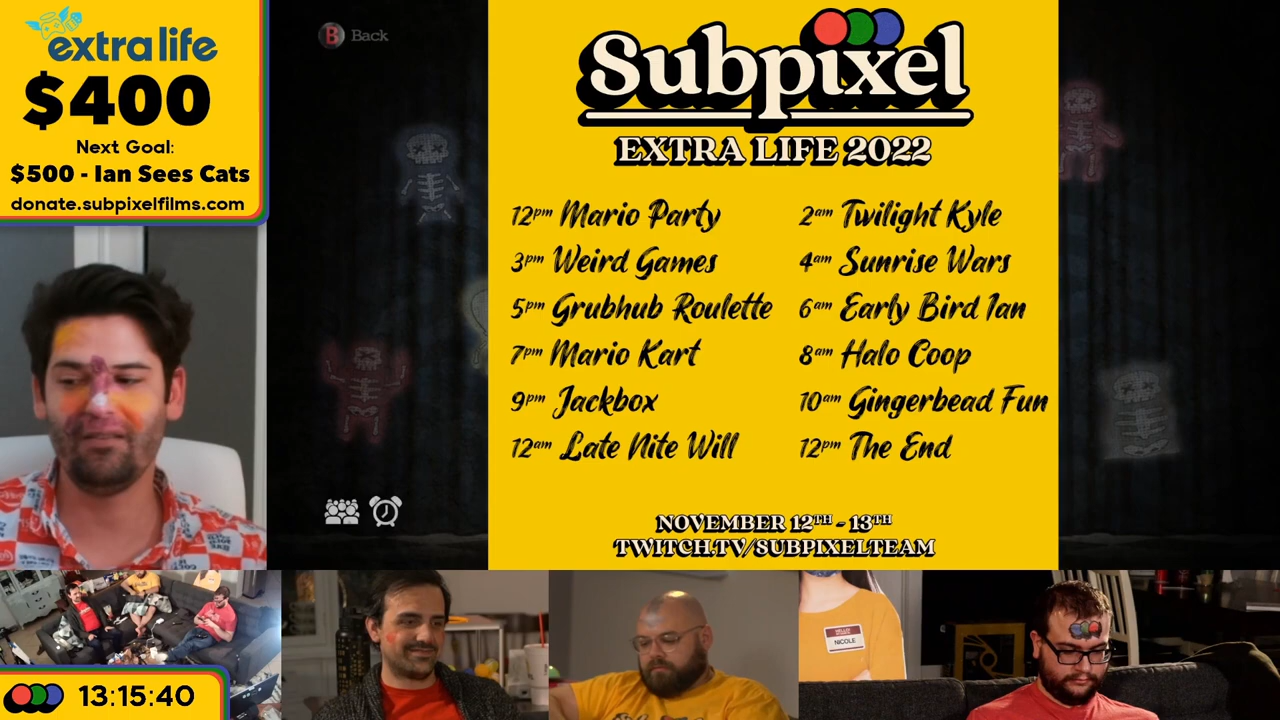 extralife
$400
Next Goal:
$500 - Ian Sees Cats
donate.subpixelfilms.com
B Back
Subpixel
EXTRA LIFE 2022
12pm Mario Party
3pm Weird Games
5pm Grubhub Roulette
7pm Mario Kart
9pm Jackbox
12am Late Nite Will
2am Twilight Kyle
4am Sunrise Wars
6am Early Bird Ian
8am Halo Coop
10am Gingerbead Fun
12pm The End
NOVEMBER 12TH - 13TH
TWITCH.TV/SUBPIXELTEAM
HELLO
NICOLE
13:15:40